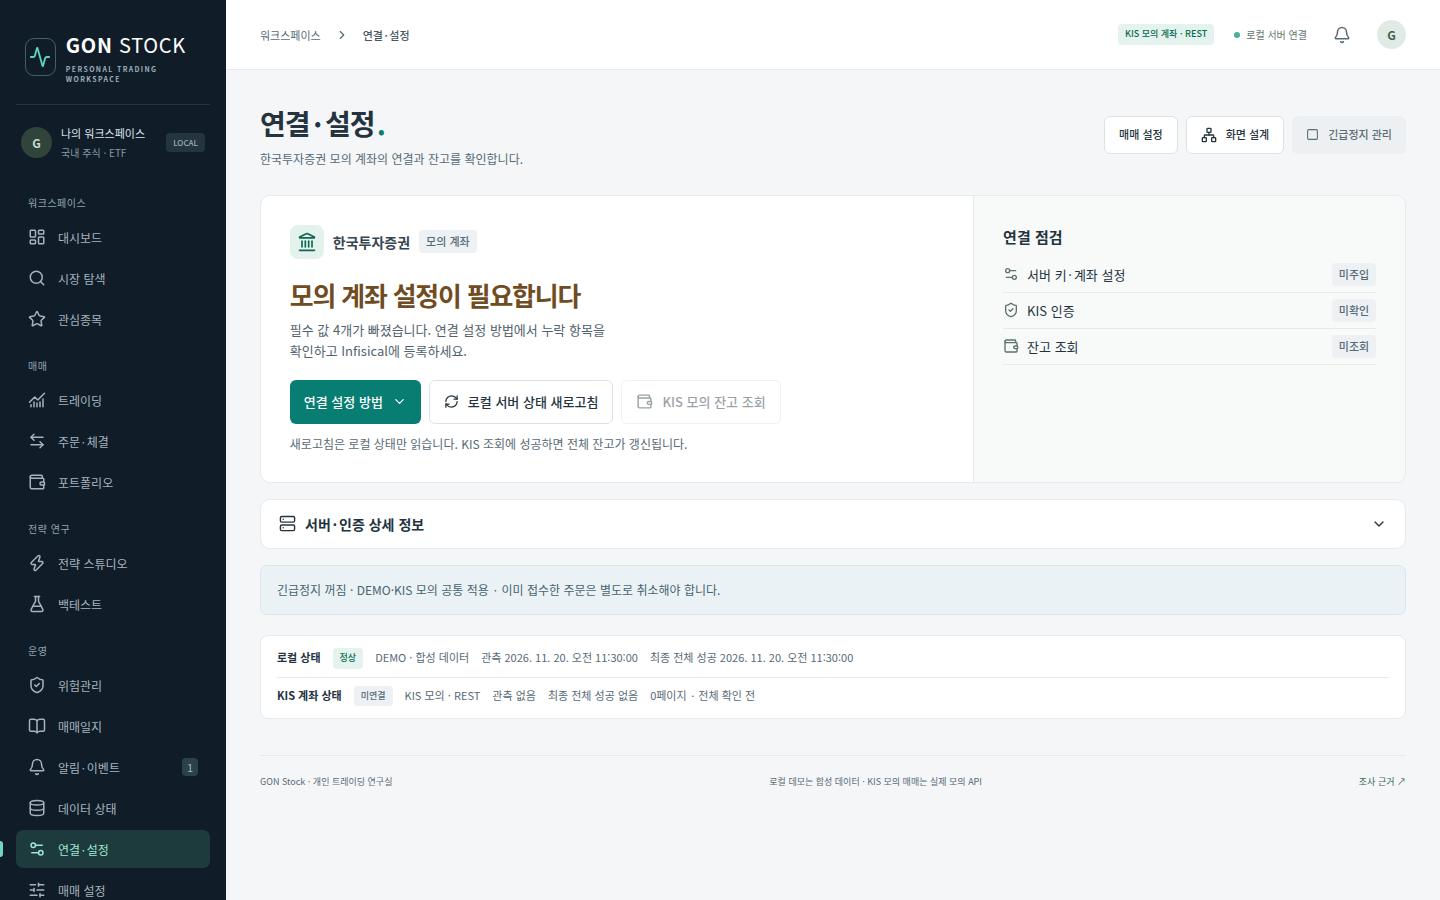 GON STOCK
PERSONAL TRADING
WORKSPACE
G
나의 워크스페이스
국내 주식 · ETF
LOCAL
워크스페이스
대시보드
시장 탐색
관심종목
매매
트레이딩
주문·체결
포트폴리오
전략 연구
전략 스튜디오
백테스트
운영
위험관리
매매일지
알림·이벤트
1
데이터 상태
연결·설정
매매 설정
워크스페이스
연결·설정
KIS 모의 계좌 · REST
로컬 서버 연결
G
연결·설정.
한국투자증권 모의 계좌의 연결과 잔고를 확인합니다.
매매 설정
화면 설계
긴급정지 관리
한국투자증권
모의 계좌
모의 계좌 설정이 필요합니다
필수 값 4개가 빠졌습니다. 연결 설정 방법에서 누락 항목을
확인하고 Infisical에 등록하세요.
연결 설정 방법
로컬 서버 상태 새로고침
KIS 모의 잔고 조회
새로고침은 로컬 상태만 읽습니다. KIS 조회에 성공하면 전체 잔고가 갱신됩니다.
연결 점검
서버 키·계좌 설정
미주입
KIS 인증
미확인
잔고 조회
미조회
서버·인증 상세 정보
긴급정지 꺼짐 · DEMO·KIS 모의 공통 적용 · 이미 접수한 주문은 별도로 취소해야 합니다.
로컬 상태 정상 DEMO · 합성 데이터 관측 2026. 11. 20. 오전 11:30:00 최종 전체 성공 2026. 11. 20. 오전 11:30:00
KIS 계좌 상태 미연결 KIS 모의 · REST 관측 없음 최종 전체 성공 없음 0페이지 · 전체 확인 전
GON Stock · 개인 트레이딩 연구실
로컬 데모는 합성 데이터 · KIS 모의 매매는 실제 모의 API
조사 근거 ↗